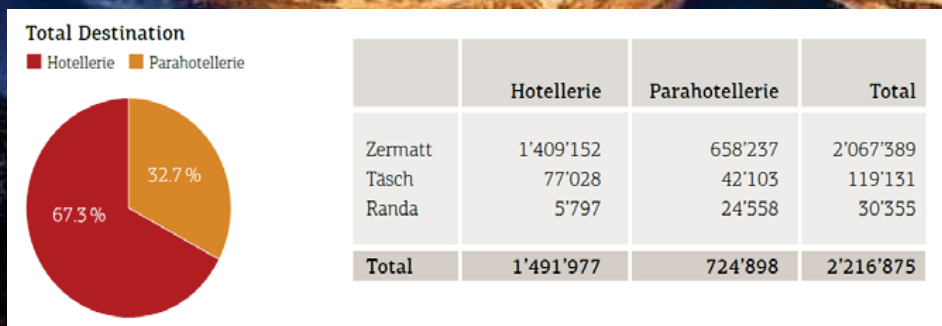 Total Destination
Hotellerie Parahotellerie
32.7 %
67.3 %
Hotellerie Parahotellerie Total
Zermatt 1’409’152 658’237 2’067’389
Täsch 77’028 42’103 119’131
Randa 5’797 24’558 30’355
Total 1’491’977 724’898 2’216’875